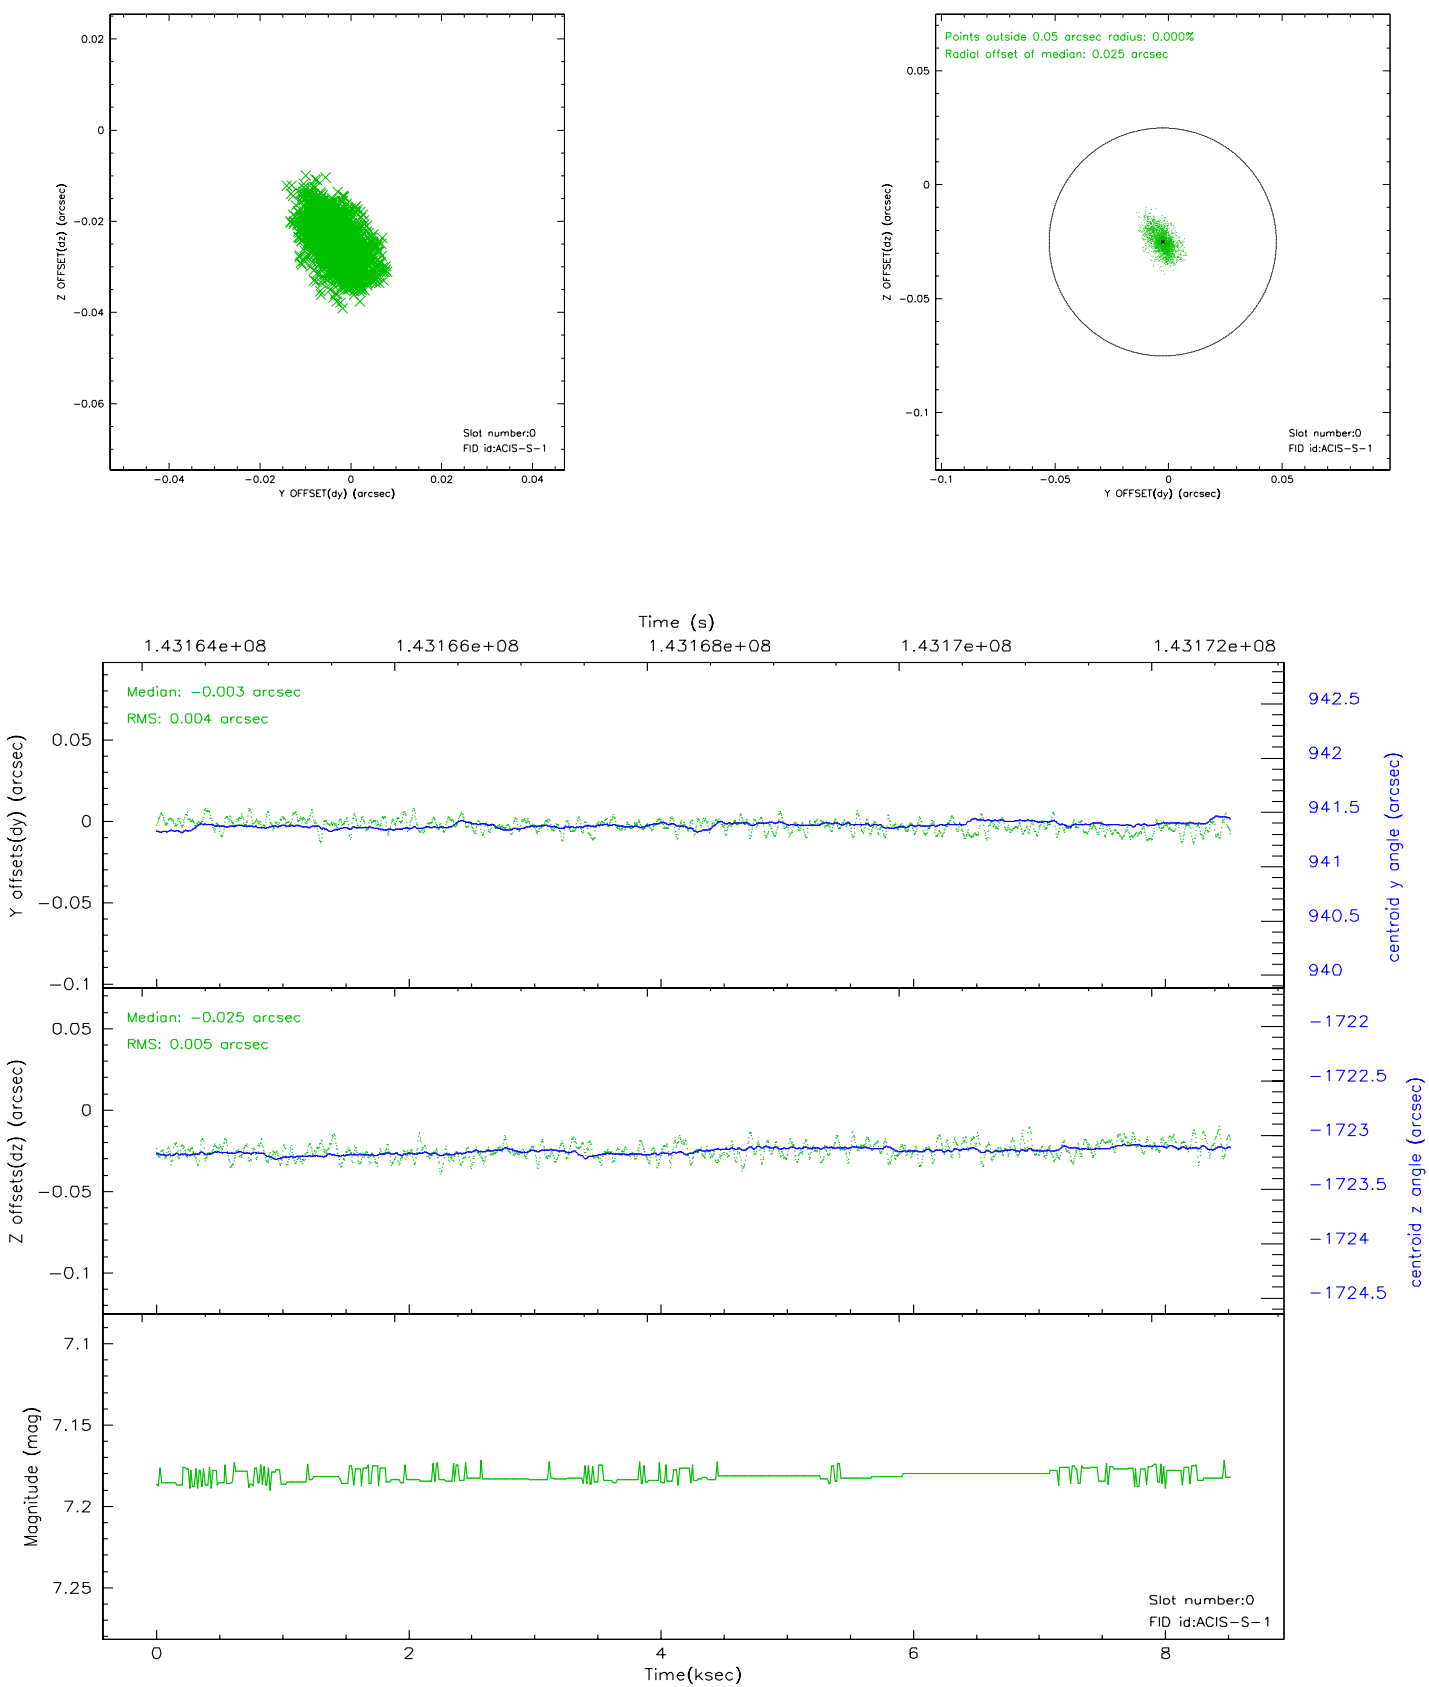 0.02
0
−0.02
−0.04
−0.06
Z OFFSET(dz) (arcsec)
Slot number:0
FID id:ACIS−S−1
−0.04
−0.02
0
0.02
0.04
Y OFFSET(dy) (arcsec)
Points outside 0.05 arcsec radius: 0.000%
Radial offset of median: 0.025 arcsec
0.05
0
−0.05
−0.1
Z OFFSET(dz) (arcsec)
Slot number:0
FID id:ACIS−S−1
−0.1
−0.05
0
0.05
Y OFFSET(dy) (arcsec)
Time (s)
1.43164e+08
1.43166e+08
1.43168e+08
1.4317e+08
1.43172e+08
Median: −0.003 arcsec
RMS: 0.004 arcsec
0.05
0
−0.05
−0.1
Y offsets(dy) (arcsec)
942.5
942
941.5
941
940.5
940
centroid y angle (arcsec)
Median: −0.025 arcsec
RMS: 0.005 arcsec
0.05
0
−0.05
−0.1
Z offsets(dz) (arcsec)
−1722
−1722.5
−1723
−1723.5
−1724
−1724.5
centroid z angle (arcsec)
7.1
7.15
7.2
7.25
Magnitude (mag)
Slot number:0
FID id:ACIS−S−1
0
2
4
6
8
Time(ksec)